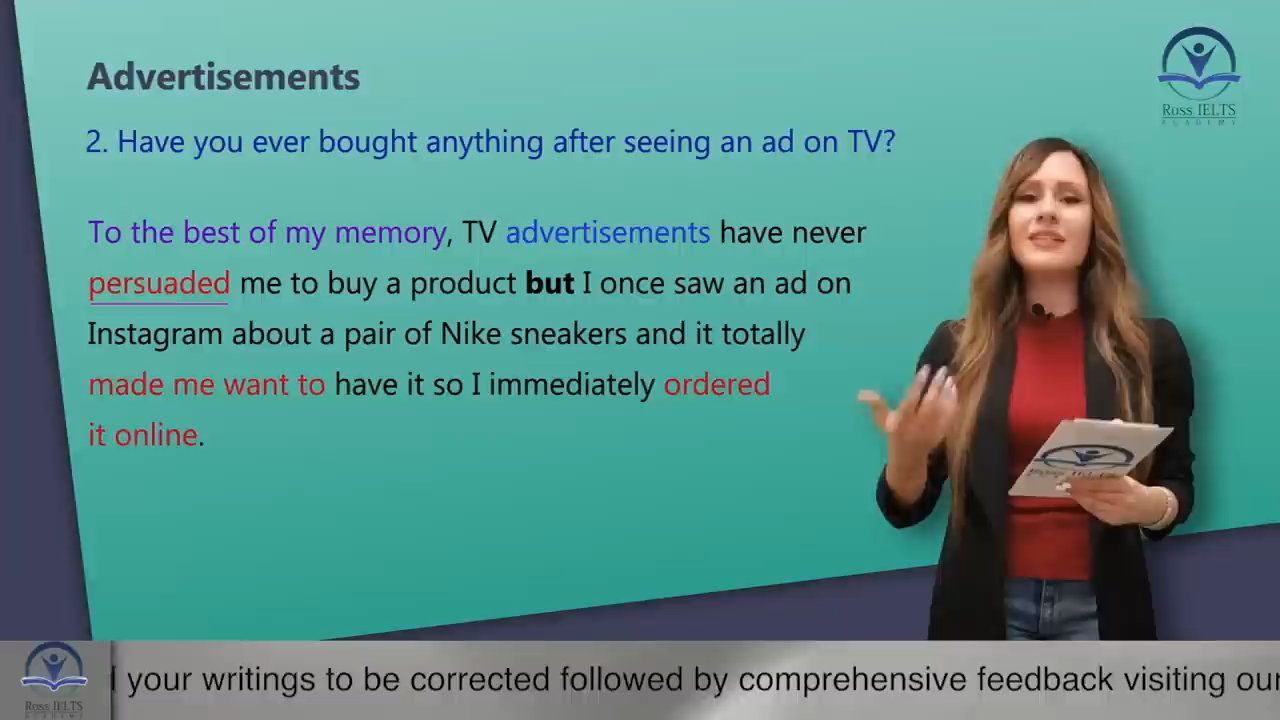 Advertisements
Ross IELTS
ACADEMY
2. Have you ever bought anything after seeing an ad on TV?
To the best of my memory, TV advertisements have never
persuaded me to buy a product but I once saw an ad on
Instagram about a pair of Nike sneakers and it totally
made me want to have it so I immediately ordered
it online.
your writings to be corrected followed by comprehensive feedback visiting our
Ross IELTS
ACADEMY